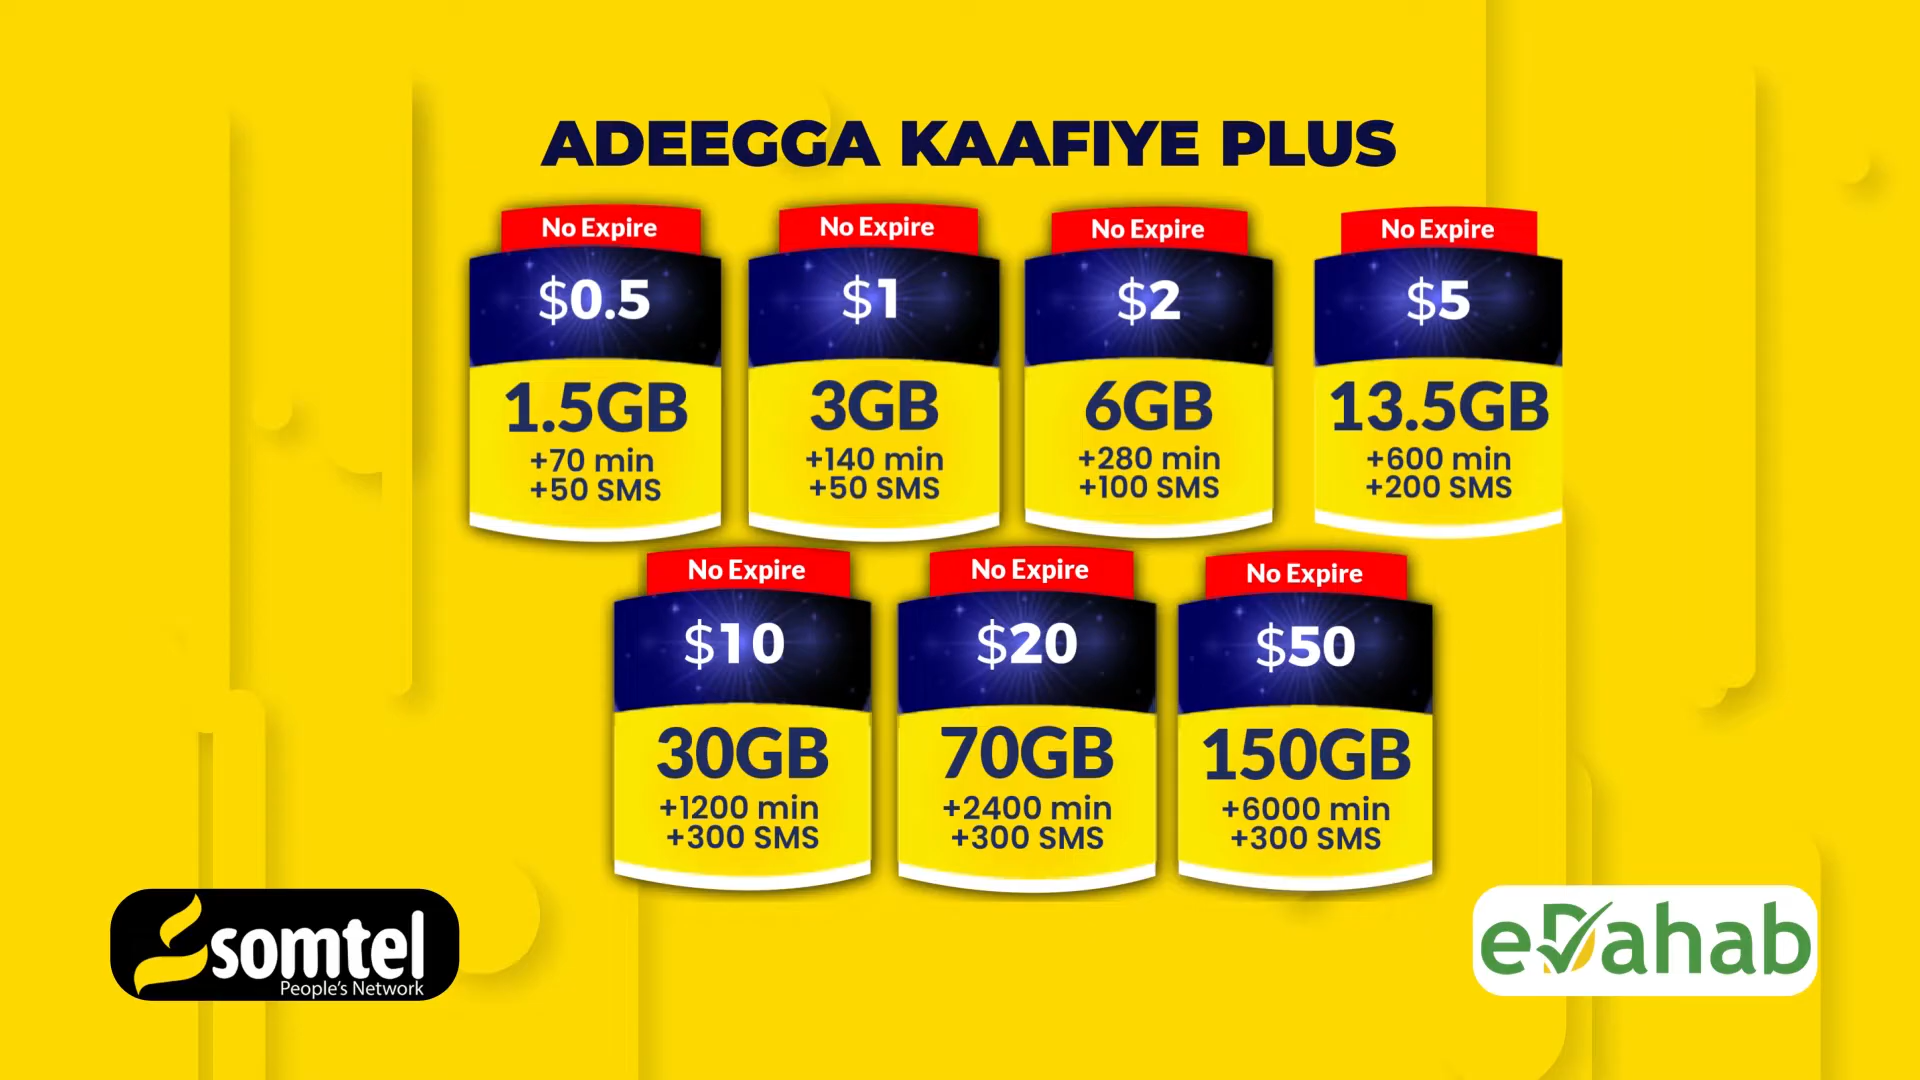 ADEEGGA KAAFIYE PLUS
No Expire
$0.5
1.5GB
+70 min
+50 SMS
No Expire
$1
3GB
+140 min
+50 SMS
No Expire
$2
6GB
+280 min
+100 SMS
No Expire
$5
13.5GB
+600 min
+200 SMS
No Expire
$10
30GB
+1200 min
+300 SMS
No Expire
$20
70GB
+2400 min
+300 SMS
No Expire
$50
150GB
+6000 min
+300 SMS
somtel
People's Network
eDahab